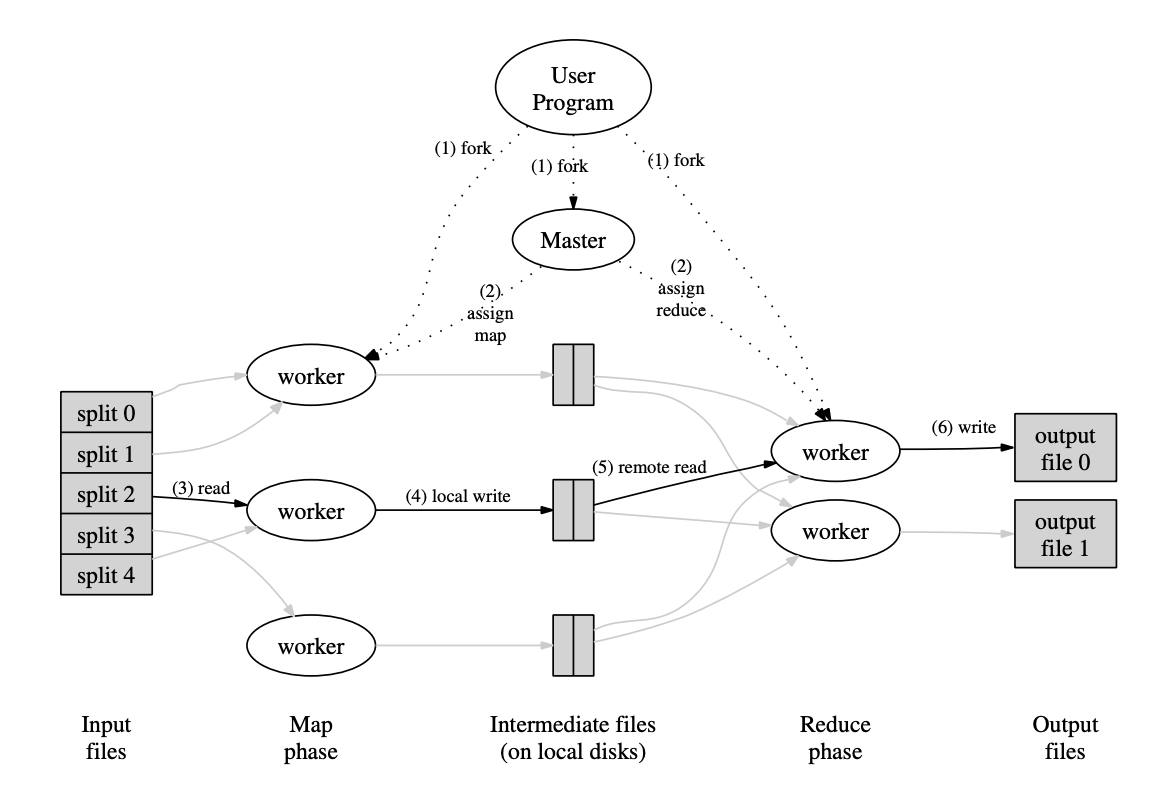 User
Program
(1) fork
(1) fork
(1) fork
Master
(2)
assign
map
(2)
assign
reduce
worker
split 0
split 1
split 2
split 3
split 4
(3) read
worker
(4) local write
worker
(5) remote read
worker
worker
(6) write
output
file 0
output
file 1
Input
files
Map
phase
Intermediate files
(on local disks)
Reduce
phase
Output
files